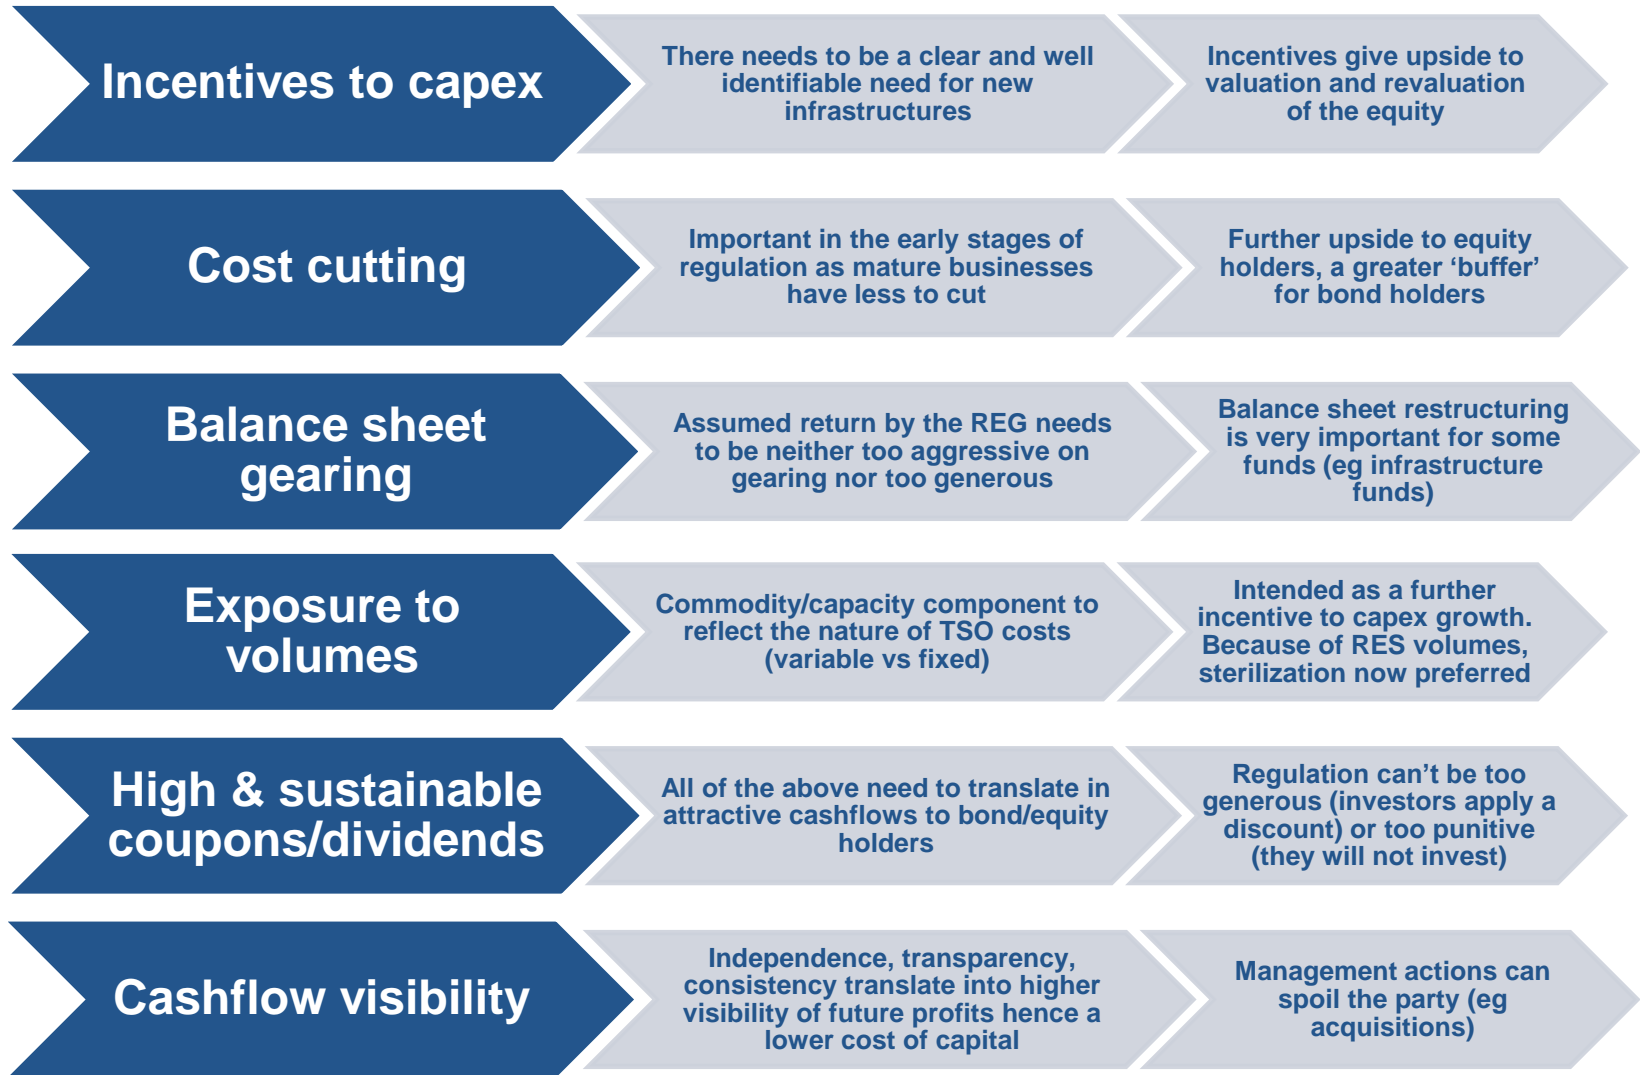 Incentives to capex
There needs to be a clear and well
identifiable need for new
infrastructures
Incentives give upside to
valuation and revaluation
of the equity
Cost cutting
Important in the early stages of
regulation as mature businesses
have less to cut
Further upside to equity
holders, a greater ‘buffer’
for bond holders
Balance sheet
gearing
Assumed return by the REG needs
to be neither too aggressive on
gearing nor too generous
Balance sheet restructuring
is very important for some
funds (eg infrastructure
funds)
Exposure to
volumes
Commodity/capacity component to
reflect the nature of TSO costs
(variable vs fixed)
Intended as a further
incentive to capex growth.
Because of RES volumes,
sterilization now preferred
High & sustainable
coupons/dividends
All of the above need to translate in
attractive cashflows to bond/equity
holders
Regulation can’t be too
generous (investors apply a
discount) or too punitive
(they will not invest)
Cashflow visibility
Independence, transparency,
consistency translate into higher
visibility of future profits hence a
lower cost of capital
Management actions can
spoil the party (eg
acquisitions)